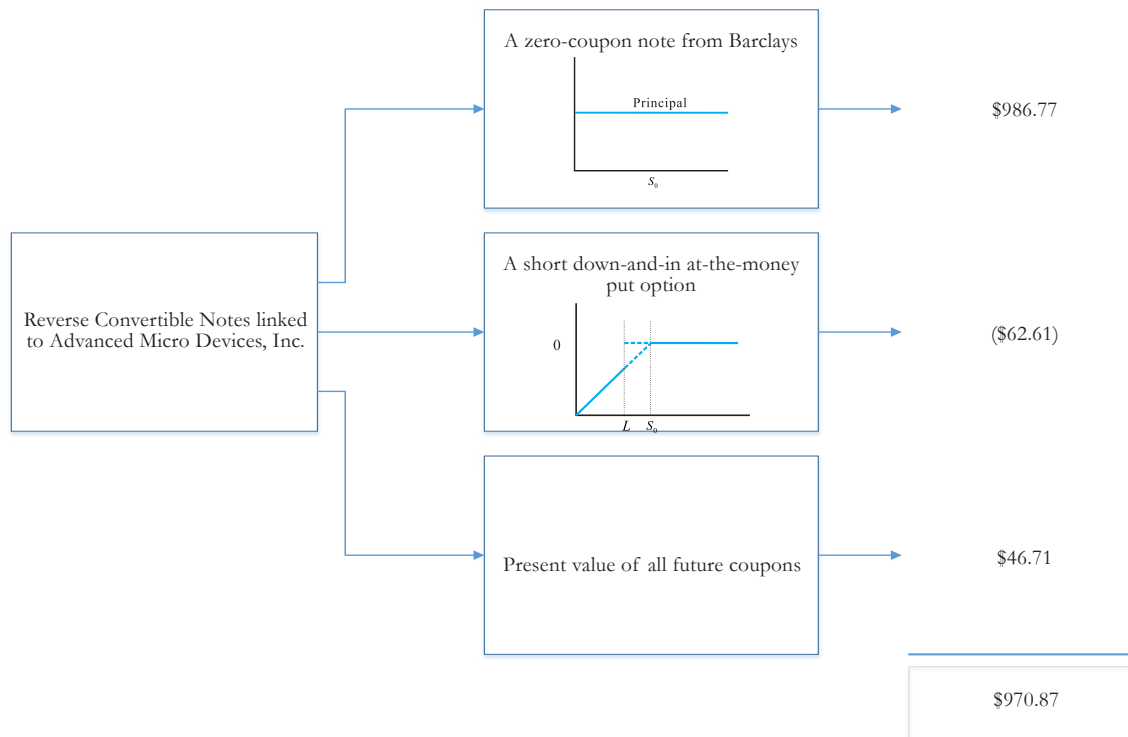 A zero-coupon note from Barclays
Principal
S₀
$986.77
Reverse Convertible Notes linked
to Advanced Micro Devices, Inc.
A short down-and-in at-the-money
put option
0
L S₀
($62.61)
Present value of all future coupons
$46.71
$970.87